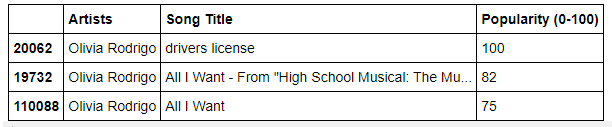 Artists Song Title Popularity (0-100)
20062 Olivia Rodrigo drivers license 100
19732 Olivia Rodrigo All I Want - From "High School Musical: The Mu... 82
110088 Olivia Rodrigo All I Want 75